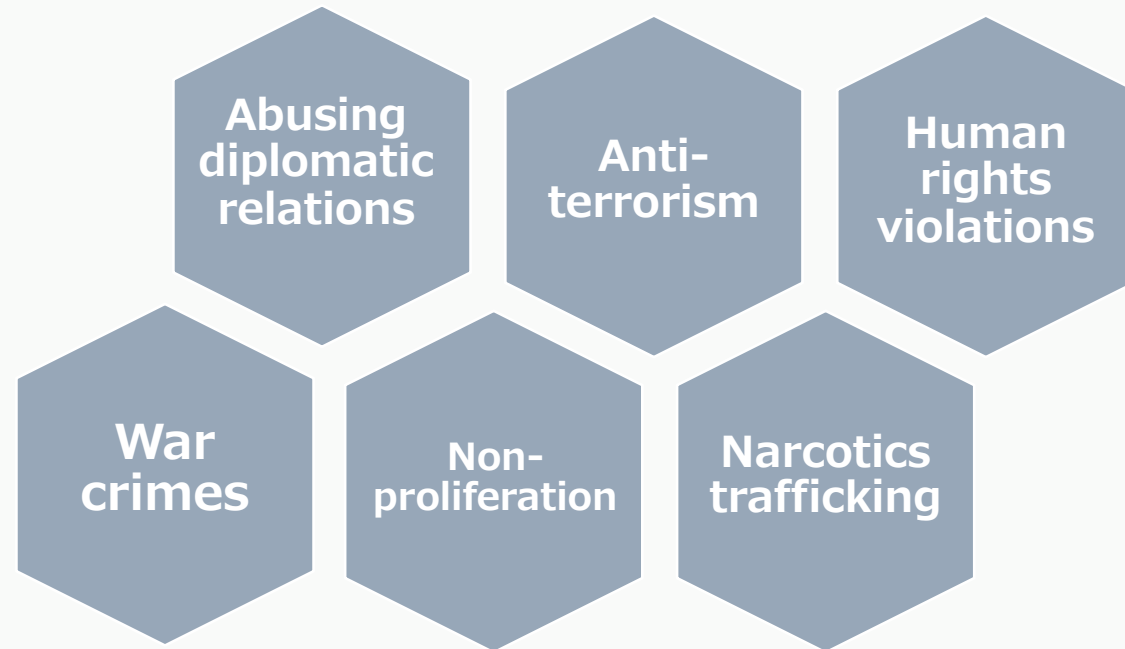 Abusing
diplomatic
relations
Anti-
terrorism
Human
rights
violations
War
crimes
Non-
proliferation
Narcotics
trafficking